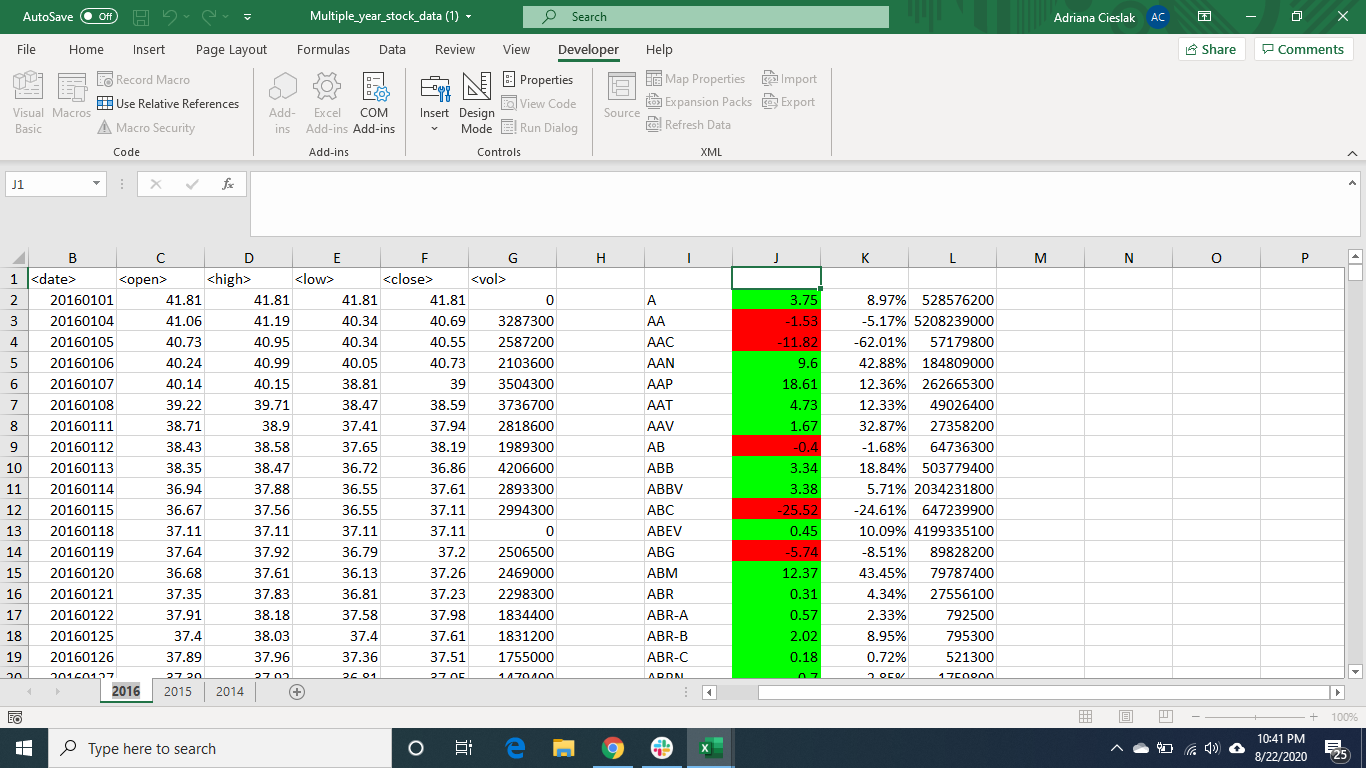 AutoSave Off Multiple_year_stock_data (1) Search Adriana Cieslak AC
File Home Insert Page Layout Formulas Data Review View Developer Help Share Comments
Visual Basic
Macros
Record Macro
Use Relative References
Macro Security
Code
Add-ins
Excel Add-ins
COM Add-ins
Add-ins
Insert
Design Mode
Properties
View Code
Run Dialog
Controls
Source
Map Properties
Expansion Packs
Refresh Data
Import
Export
XML
J1 fx
B C D E F G H I J K L M N O P
1 <date> <open> <high> <low> <close> <vol>
2 20160101 41.81 41.81 41.81 41.81 0 A 3.75 8.97% 528576200
3 20160104 41.06 41.19 40.34 40.69 3287300 AA -1.53 -5.17% 5208239000
4 20160105 40.73 40.95 40.34 40.55 2587200 AAC -11.82 -62.01% 57179800
5 20160106 40.24 40.99 40.05 40.73 2103600 AAN 9.6 42.88% 184809000
6 20160107 40.14 40.15 38.81 39 3504300 AAP 18.61 12.36% 262665300
7 20160108 39.22 39.71 38.47 38.59 3736700 AAT 4.73 12.33% 49026400
8 20160111 38.71 38.9 37.41 37.94 2818600 AAV 1.67 32.87% 27358200
9 20160112 38.43 38.58 37.65 38.19 1989300 AB -0.4 -1.68% 64736300
10 20160113 38.35 38.47 36.72 36.86 4206600 ABB 3.34 18.84% 503779400
11 20160114 36.94 37.88 36.55 37.61 2893300 ABBV 3.38 5.71% 2034231800
12 20160115 36.67 37.56 36.55 37.11 2994300 ABC -25.52 -24.61% 647239900
13 20160118 37.11 37.11 37.11 37.11 0 ABEV 0.45 10.09% 4199335100
14 20160119 37.64 37.92 36.79 37.2 2506500 ABG -5.74 -8.51% 89828200
15 20160120 36.68 37.61 36.13 37.26 2469000 ABM 12.37 43.45% 79787400
16 20160121 37.35 37.83 36.81 37.23 2298300 ABR 0.31 4.34% 27556100
17 20160122 37.91 38.18 37.58 37.98 1834400 ABR-A 0.57 2.33% 792500
18 20160125 37.4 38.03 37.4 37.61 1831200 ABR-B 2.02 8.95% 795300
19 20160126 37.89 37.96 37.36 37.51 1755000 ABR-C 0.18 0.72% 521300
2016 2015 2014
100%
Type here to search
10:41 PM
8/22/2020
25